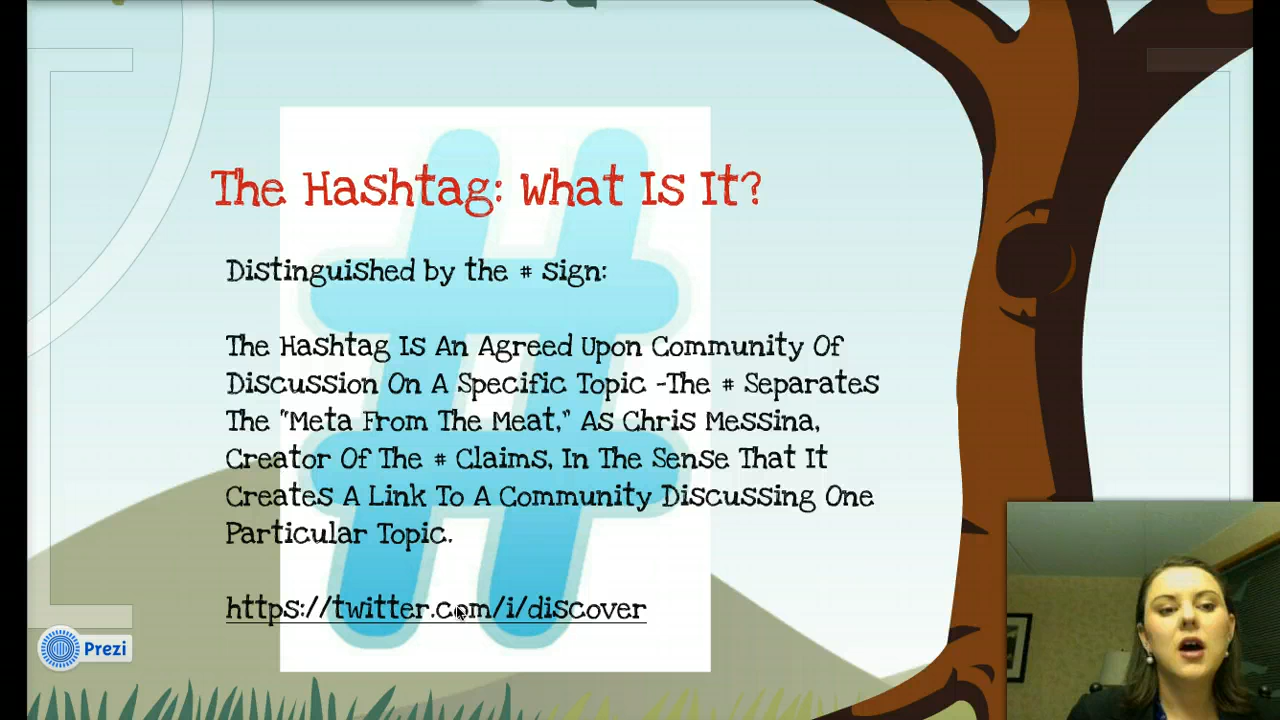 The Hashtag: What Is It?
Distinguished by the # sign:
The Hashtag Is An Agreed Upon Community Of
Discussion On A Specific Topic -The # Separates
The "Meta From The Meat," As Chris Messina,
Creator Of The # Claims, In The Sense That It
Creates A Link To A Community Discussing One
Particular Topic.
https://twitter.com/i/discover
Prezi